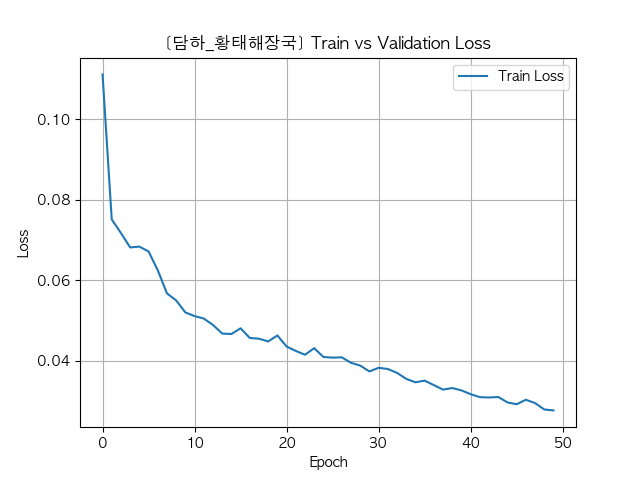 [담하_황태해장국] Train vs Validation Loss
Train Loss
0.10
0.08
0.06
0.04
Loss
0 10 20 30 40 50
Epoch